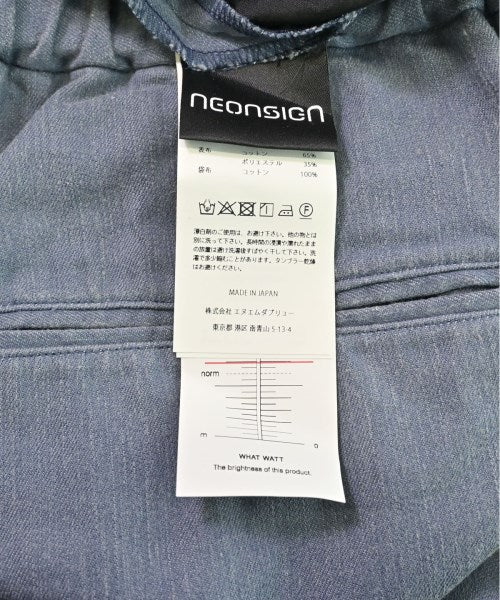 NEONSIGN
表布 コットン 65%
ポリエステル 35%
袋布 コットン 100%
漂白剤のご使用は、お避け下さい。他の物とは
別に洗って下さい。長時間の浸漬や濡れたまま
の放置は避け洗濯後すばやく干して下さい。洗
濯で多少縮むことがあります。タンブラー乾燥
はお避けください。
MADE IN JAPAN
株式会社 エヌエムダブリュー
東京都 港区 南青山 5-13-4
norm
m
o
WHAT WATT
The brightness of this product.